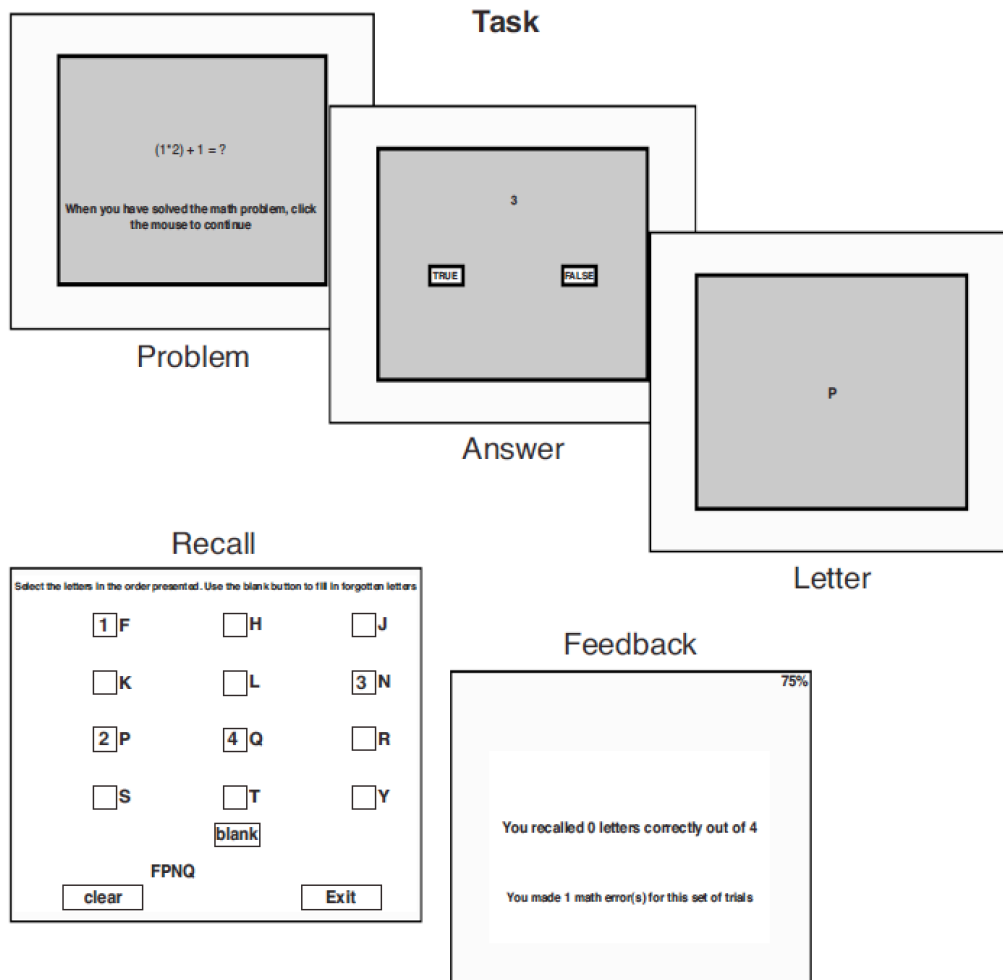 Task
(1*2) + 1 = ?
When you have solved the math problem, click
the mouse to continue
Problem
3
TRUE
FALSE
Answer
P
Letter
Recall
Select the letters in the order presented. Use the blank button to fill in forgotten letters
1 F
H
J
K
L
3 N
2 P
4 Q
R
S
T
Y
blank
FPNQ
clear
Exit
Feedback
75%
You recalled 0 letters correctly out of 4
You made 1 math error(s) for this set of trials